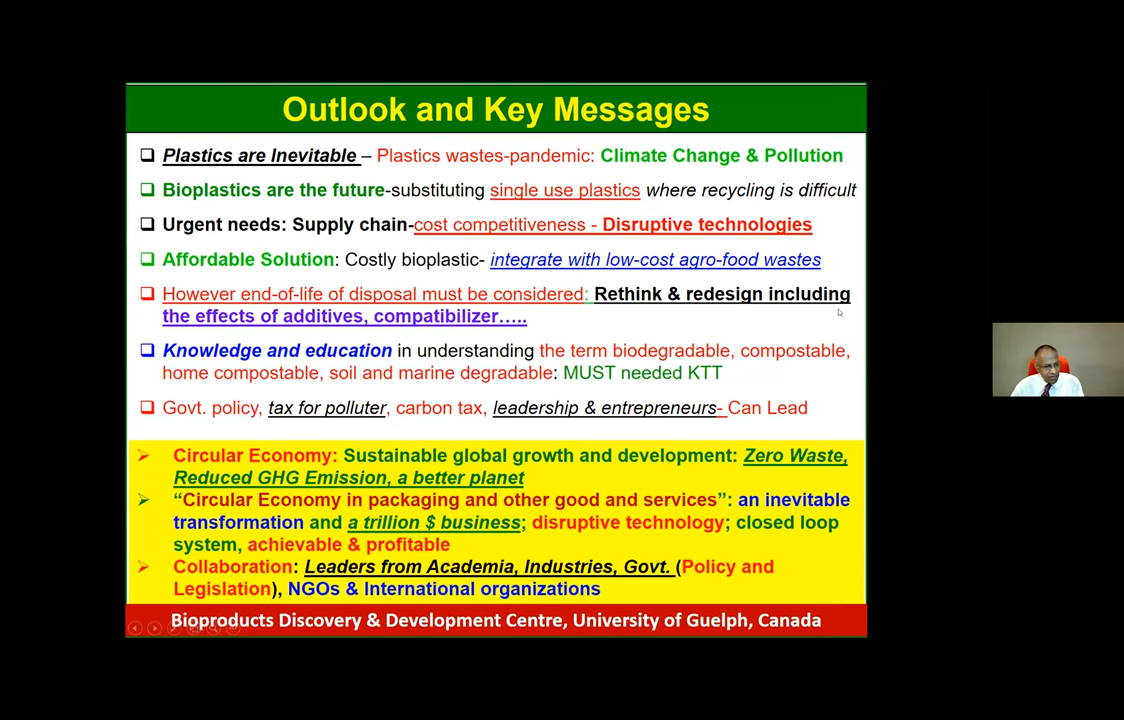 Outlook and Key Messages
Plastics are Inevitable – Plastics wastes-pandemic: Climate Change & Pollution
Bioplastics are the future-substituting single use plastics where recycling is difficult
Urgent needs: Supply chain-cost competitiveness - Disruptive technologies
Affordable Solution: Costly bioplastic- integrate with low-cost agro-food wastes
However end-of-life of disposal must be considered: Rethink & redesign including
the effects of additives, compatibilizer…..
Knowledge and education in understanding the term biodegradable, compostable,
home compostable, soil and marine degradable: MUST needed KTT
Govt. policy, tax for polluter, carbon tax, leadership & entrepreneurs- Can Lead
Circular Economy: Sustainable global growth and development: Zero Waste,
Reduced GHG Emission, a better planet
“Circular Economy in packaging and other good and services”: an inevitable
transformation and a trillion $ business; disruptive technology; closed loop
system, achievable & profitable
Collaboration: Leaders from Academia, Industries, Govt. (Policy and
Legislation), NGOs & International organizations
Bioproducts Discovery & Development Centre, University of Guelph, Canada